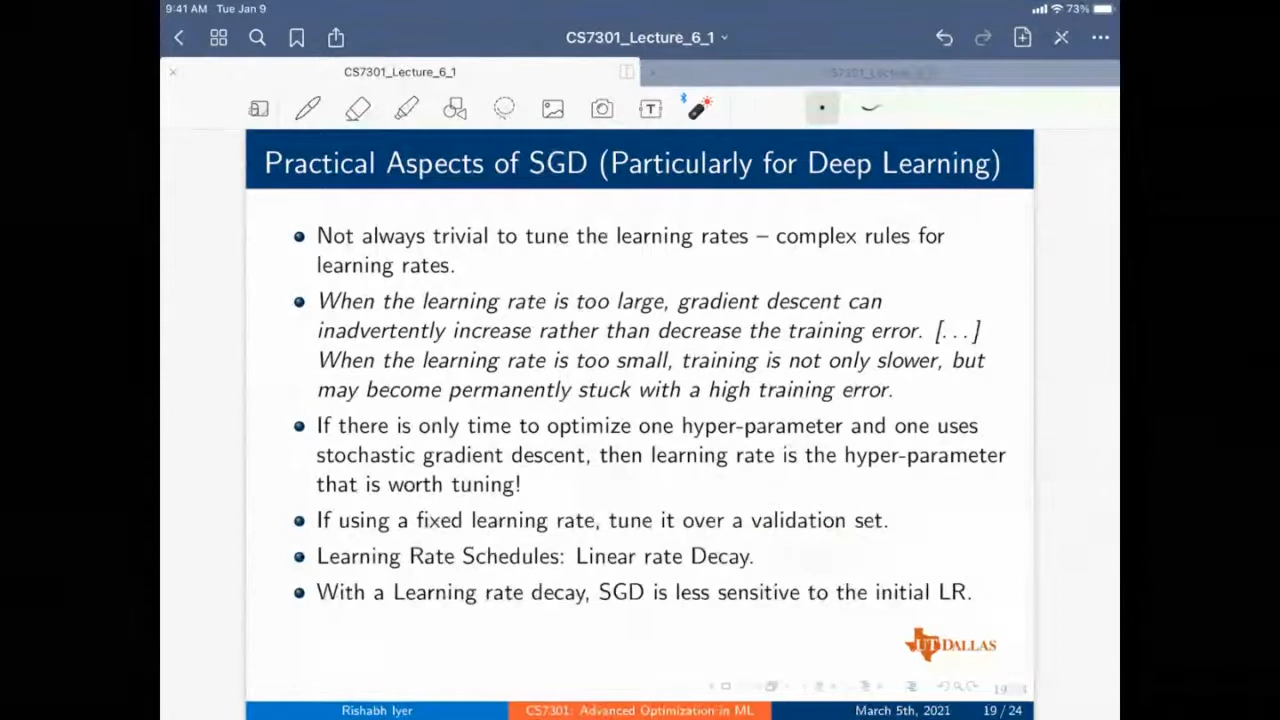 9:41 AM Tue Jan 9
73%
CS7301_Lecture_6_1
CS7301_Lecture_6_1
T
Practical Aspects of SGD (Particularly for Deep Learning)
Not always trivial to tune the learning rates – complex rules for
learning rates.
When the learning rate is too large, gradient descent can
inadvertently increase rather than decrease the training error. [...]
When the learning rate is too small, training is not only slower, but
may become permanently stuck with a high training error.
If there is only time to optimize one hyper-parameter and one uses
stochastic gradient descent, then learning rate is the hyper-parameter
that is worth tuning!
If using a fixed learning rate, tune it over a validation set.
Learning Rate Schedules: Linear rate Decay.
With a Learning rate decay, SGD is less sensitive to the initial LR.
UT DALLAS
Rishabh Iyer
CS7301: Advanced Optimization in ML
March 5th, 2021
19 / 24